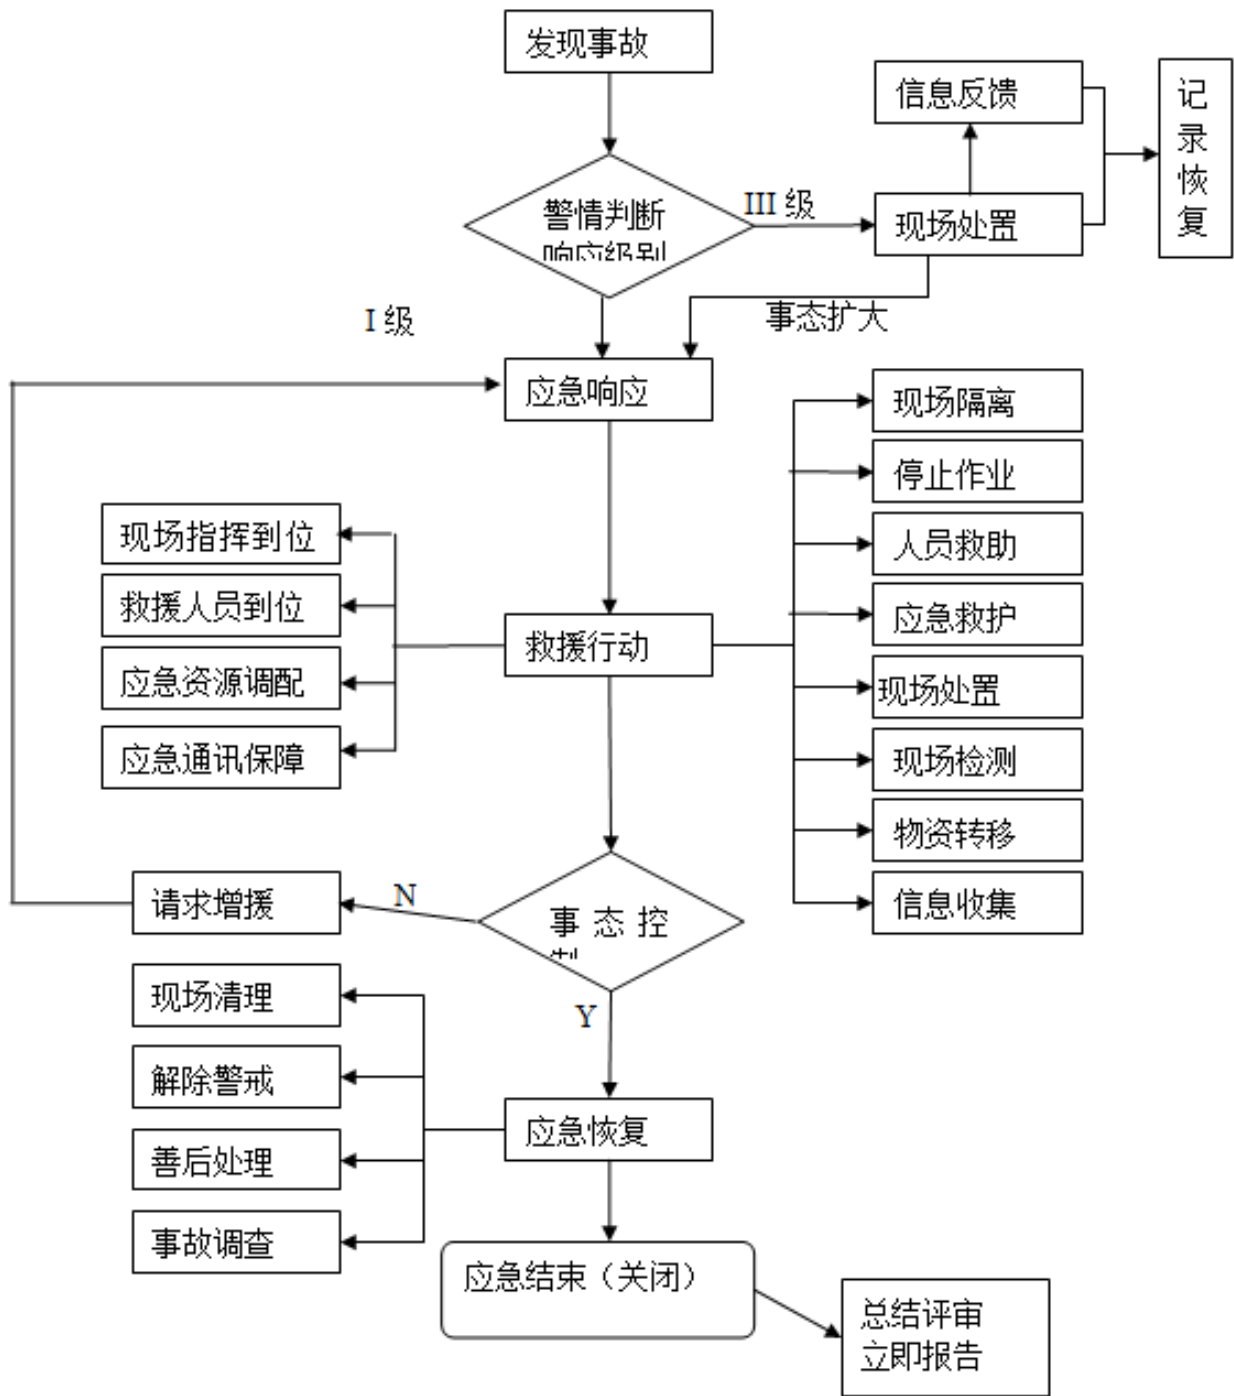 发现事故
信息反馈
记录恢复
警情判断
响应级别
III 级
现场处置
I 级
事态扩大
应急响应
现场隔离
停止作业
现场指挥到位
人员救助
救援人员到位
应急救护
救援行动
应急资源调配
现场处置
应急通讯保障
现场检测
物资转移
请求增援
N
事 态 控
信息收集
现场清理
Y
解除警戒
应急恢复
善后处理
事故调查
应急结束（关闭）
总结评审
立即报告